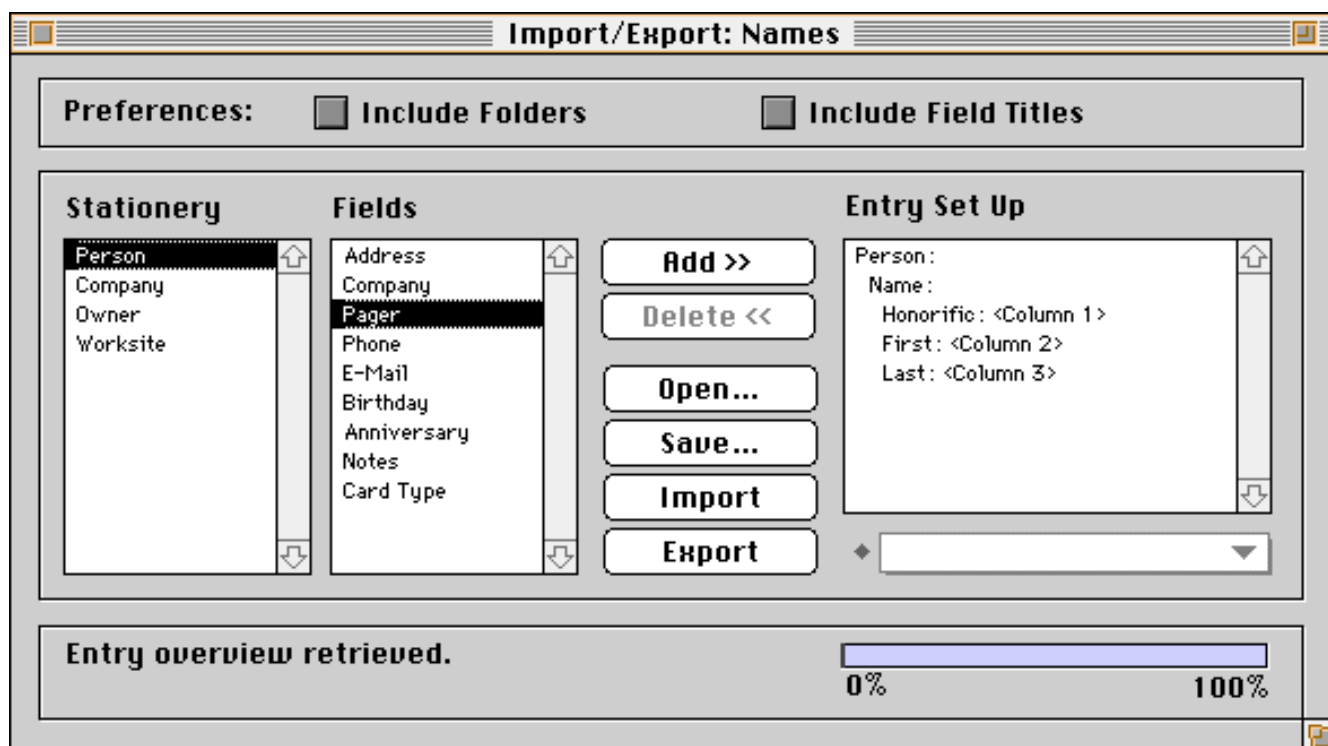 Import/Export: Names
Preferences:
Include Folders
Include Field Titles
Stationery
Person
Company
Owner
Worksite
Fields
Address
Company
Pager
Phone
E-Mail
Birthday
Anniversary
Notes
Card Type
Add >>
Delete <<
Open...
Save...
Import
Export
Entry Set Up
Person:
Name:
Honorific: <Column 1>
First: <Column 2>
Last: <Column 3>
Entry overview retrieved.
0% 100%